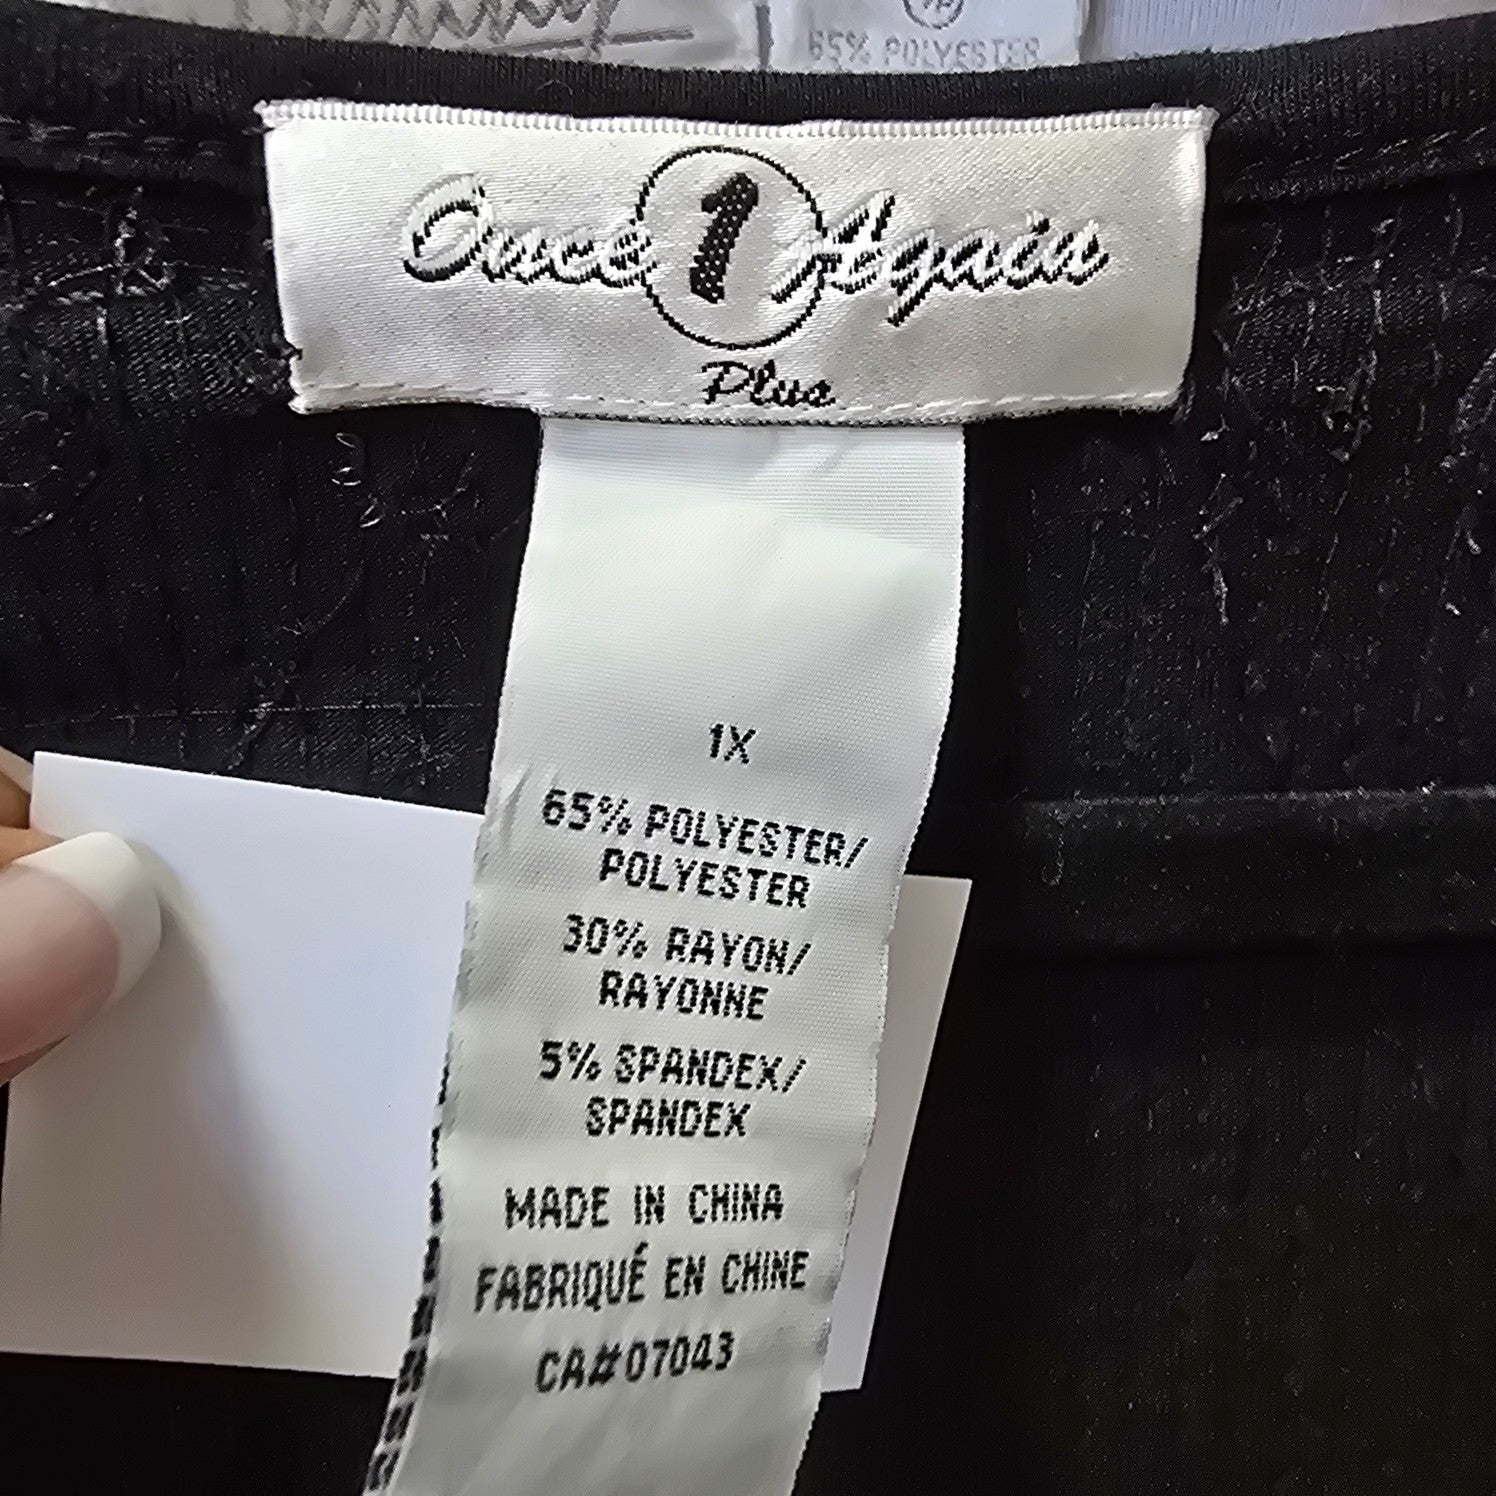 65% POLYESTER
Once 1 Again
Plus
1X
65% POLYESTER/
POLYESTER
30% RAYON/
RAYONNE
5% SPANDEX/
SPANDEX
MADE IN CHINA
FABRIQUÉ EN CHINE
CA#07043